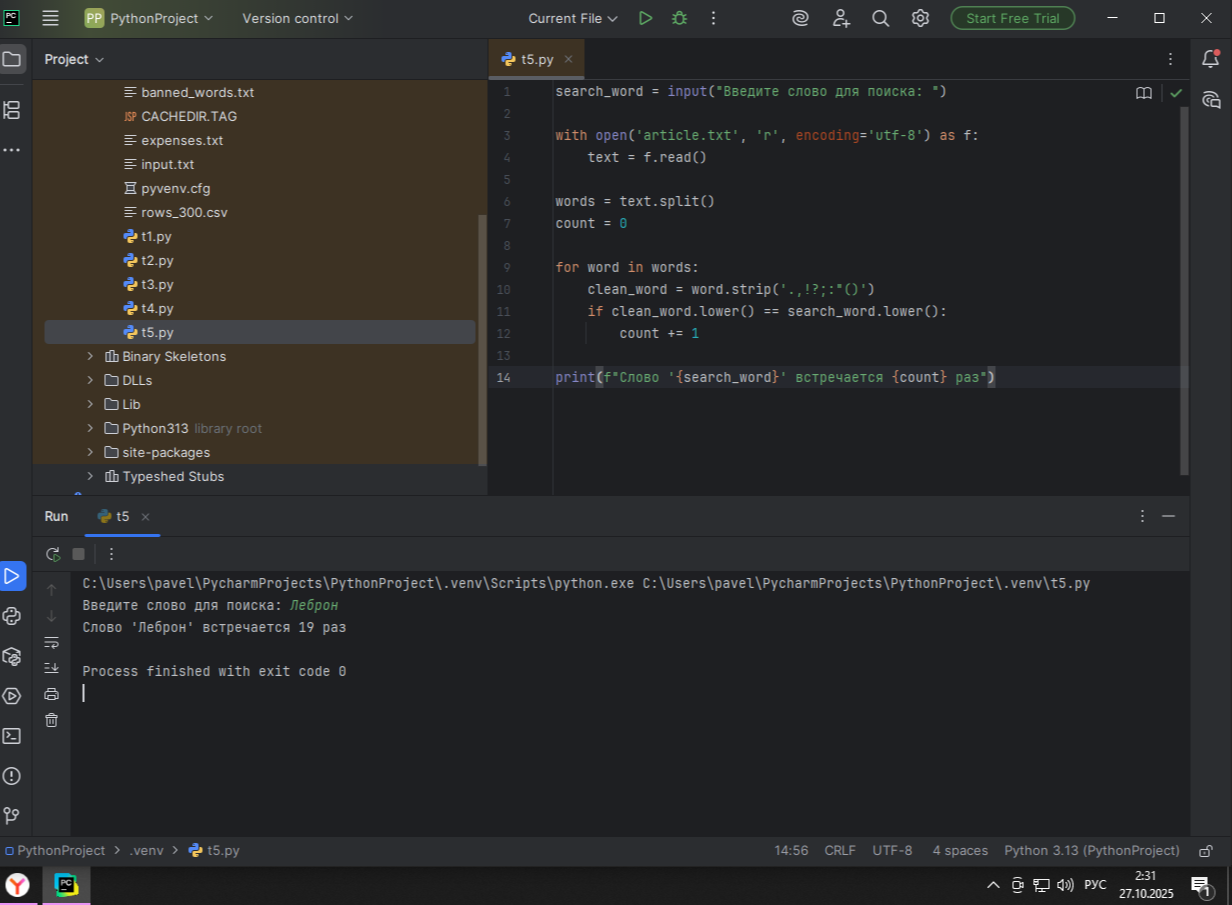 PC
PP PythonProject Version control Current File Start Free Trial
Project
t5.py
banned_words.txt
JSP CACHEDIR.TAG
expenses.txt
input.txt
pyvenv.cfg
rows_300.csv
t1.py
t2.py
t3.py
t4.py
t5.py
Binary Skeletons
DLLs
Lib
Python313 library root
site-packages
Typeshed Stubs
1 search_word = input("Введите слово для поиска: ")
2
3 with open('article.txt', 'r', encoding='utf-8') as f:
4     text = f.read()
5
6 words = text.split()
7 count = 0
8
9 for word in words:
10     clean_word = word.strip('.,!?;:"()')
11     if clean_word.lower() == search_word.lower():
12         count += 1
13
14 print(f"Слово '{search_word}' встречается {count} раз")
Run t5
C:\Users\pavel\PycharmProjects\PythonProject\.venv\Scripts\python.exe C:\Users\pavel\PycharmProjects\PythonProject\.venv\t5.py
Введите слово для поиска: Леброн
Слово 'Леброн' встречается 19 раз
Process finished with exit code 0
PythonProject > .venv > t5.py 14:56 CRLF UTF-8 4 spaces Python 3.13 (PythonProject)
Y PC РУС 2:31
27.10.2025 1